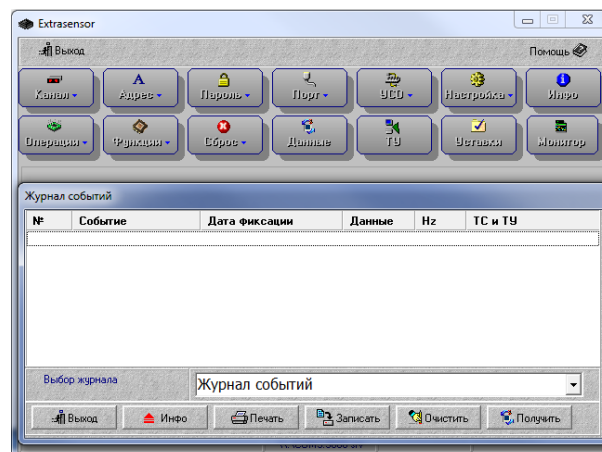 Extrasensor
Выход Помощь
Канал Адрес Пароль Порт УСО Настройка Инфо
Операции Функции Сброс Данные ТУ Уставки Монитор
Журнал событий
№ Событие Дата фиксации Данные Hz ТС и ТУ
Выбор журнала Журнал событий
Выход Инфо Печать Записать Очистить Получить